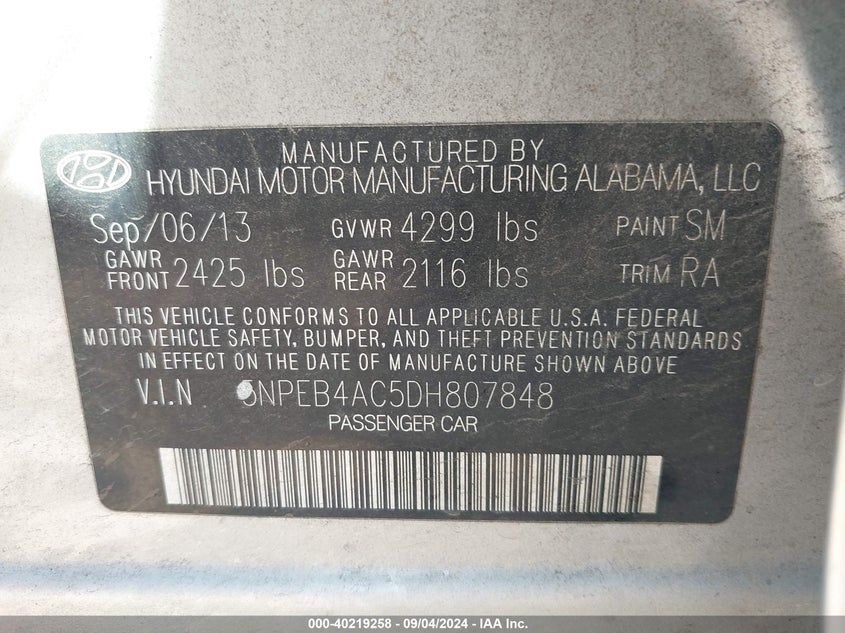 MANUFACTURED BY
HYUNDAI MOTOR MANUFACTURING ALABAMA, LLC
Sep/06/13 GVWR 4299 lbs PAINT SM
GAWR FRONT 2425 lbs GAWR REAR 2116 lbs TRIM RA
THIS VEHICLE CONFORMS TO ALL APPLICABLE U.S.A. FEDERAL
MOTOR VEHICLE SAFETY, BUMPER, AND THEFT PREVENTION STANDARDS
IN EFFECT ON THE DATE OF MANUFACTURE SHOWN ABOVE
V.I.N 5NPEB4AC5DH807848
PASSENGER CAR
000-40219258 - 09/04/2024 - IAA Inc.